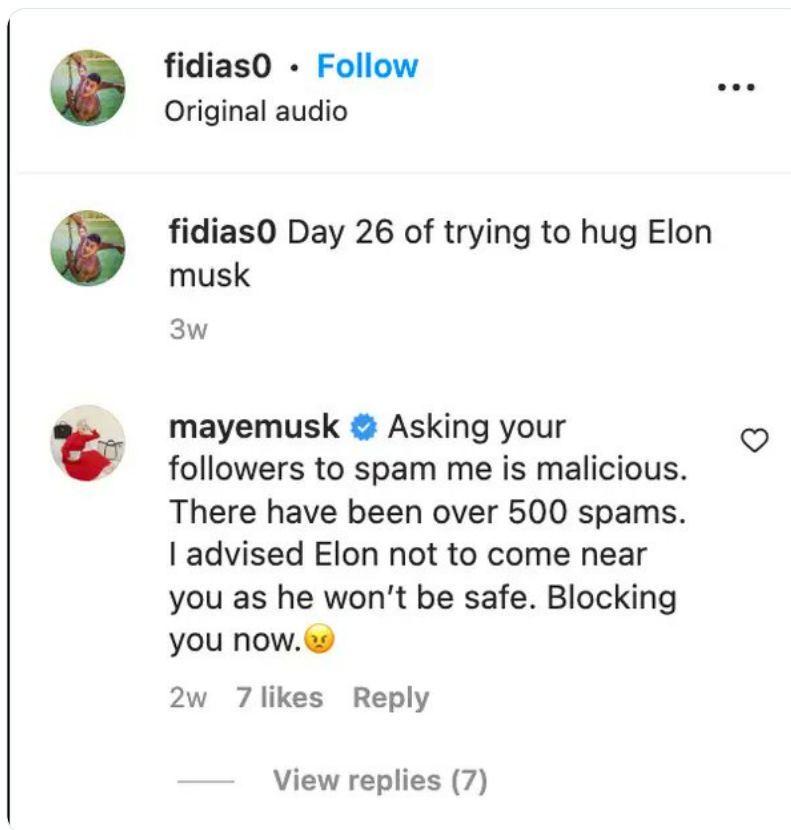 fidias0 • Follow
Original audio
fidias0 Day 26 of trying to hug Elon
musk
3w
mayemusk Asking your
followers to spam me is malicious.
There have been over 500 spams.
I advised Elon not to come near
you as he won't be safe. Blocking
you now.😠
2w 7 likes Reply
View replies (7)